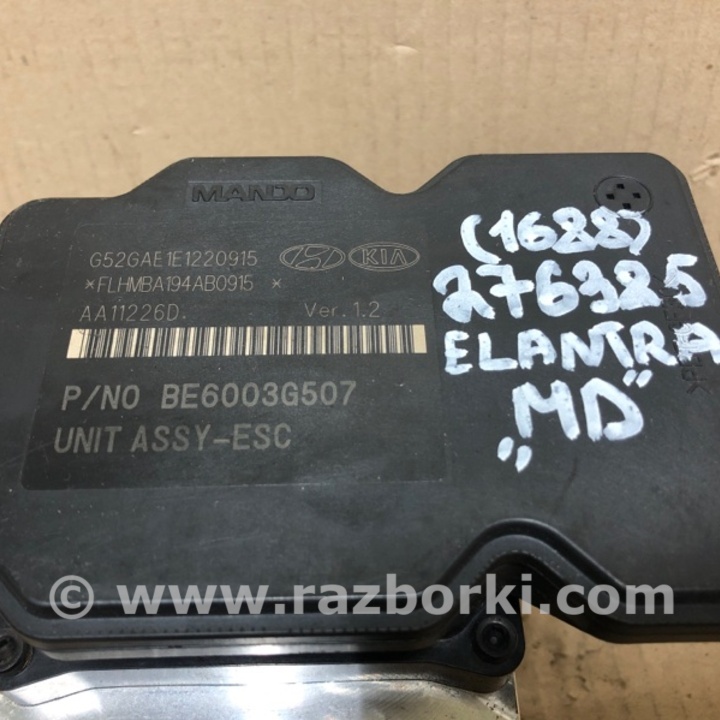 MANDO
G52GAE1E1220915
KIA
*FLHMBA194AB0915 *
AA11226D. Ver.1.2
P/NO BE6003G507
UNIT ASSY-ESC
(1688)
276325
ELANTRA
"MD"
© www.razborki.com